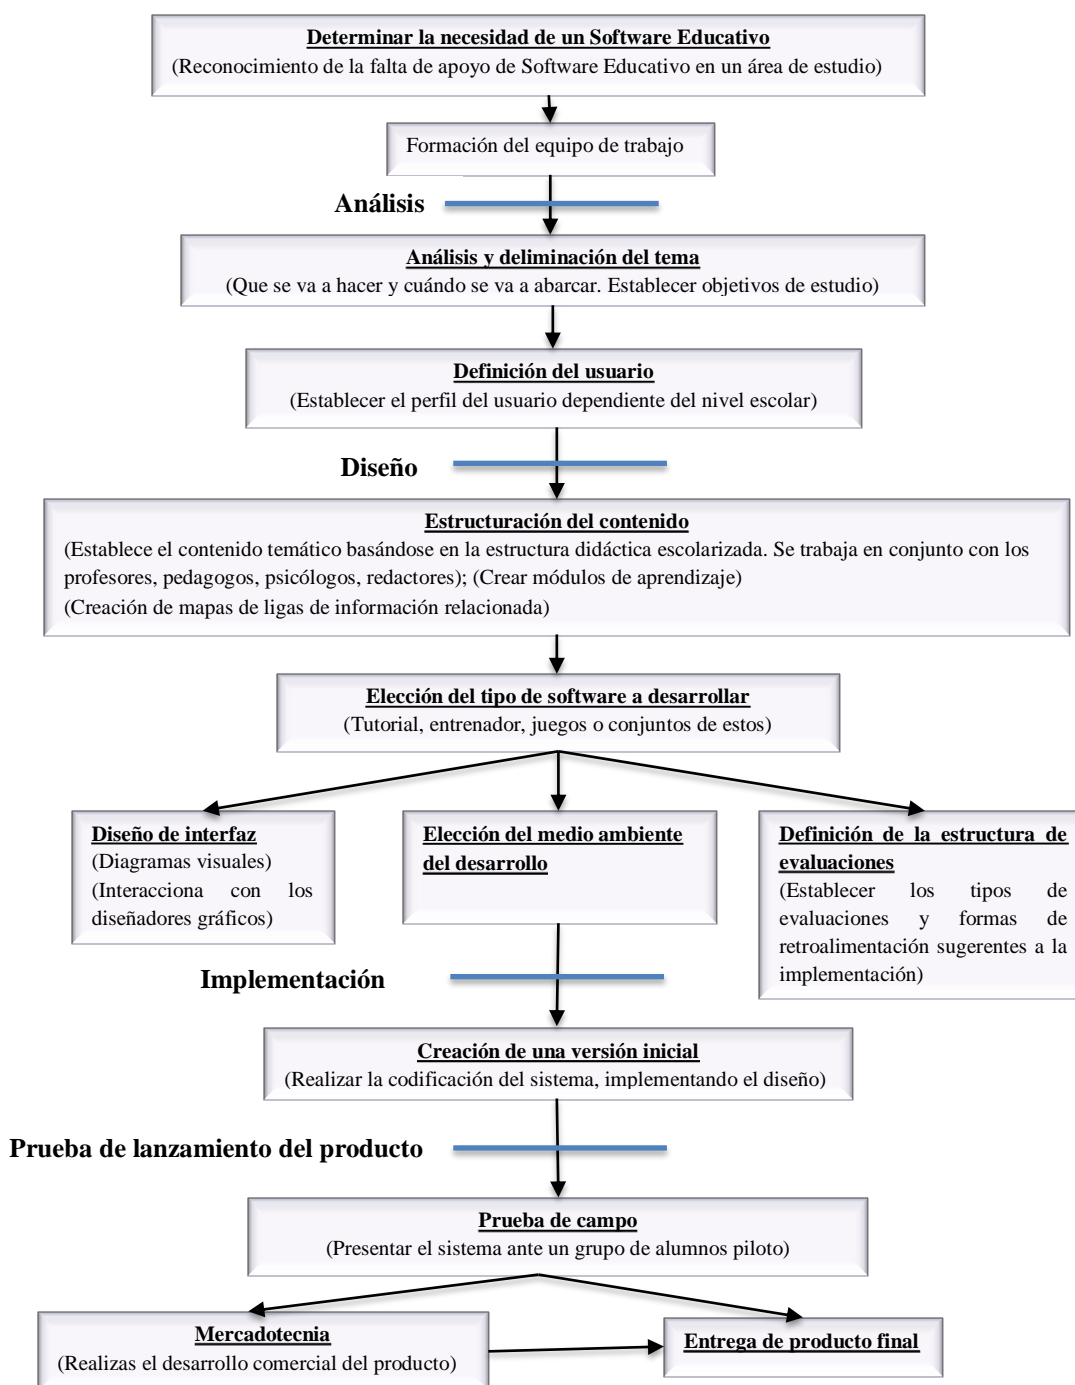 Determinar la necesidad de un Software Educativo
(Reconocimiento de la falta de apoyo de Software Educativo en un área de estudio)
Formación del equipo de trabajo
Análisis
Análisis y deliminación del tema
(Que se va a hacer y cuándo se va a abarcar. Establecer objetivos de estudio)
Definición del usuario
(Establecer el perfil del usuario dependiente del nivel escolar)
Diseño
Estructuración del contenido
(Establece el contenido temático basándose en la estructura didáctica escolarizada. Se trabaja en conjunto con los
profesores, pedagogos, psicólogos, redactores); (Crear módulos de aprendizaje)
(Creación de mapas de ligas de información relacionada)
Elección del tipo de software a desarrollar
(Tutorial, entrenador, juegos o conjuntos de estos)
Diseño de interfaz
(Diagramas visuales)
(Interacciona con los
diseñadores gráficos)
Elección del medio ambiente
del desarrollo
Definición de la estructura de
evaluaciones
(Establecer los tipos de
evaluaciones y formas de
retroalimentación sugerentes a la
implementación)
Implementación
Creación de una versión inicial
(Realizar la codificación del sistema, implementando el diseño)
Prueba de lanzamiento del producto
Prueba de campo
(Presentar el sistema ante un grupo de alumnos piloto)
Mercadotecnia
(Realizas el desarrollo comercial del producto)
Entrega de producto final